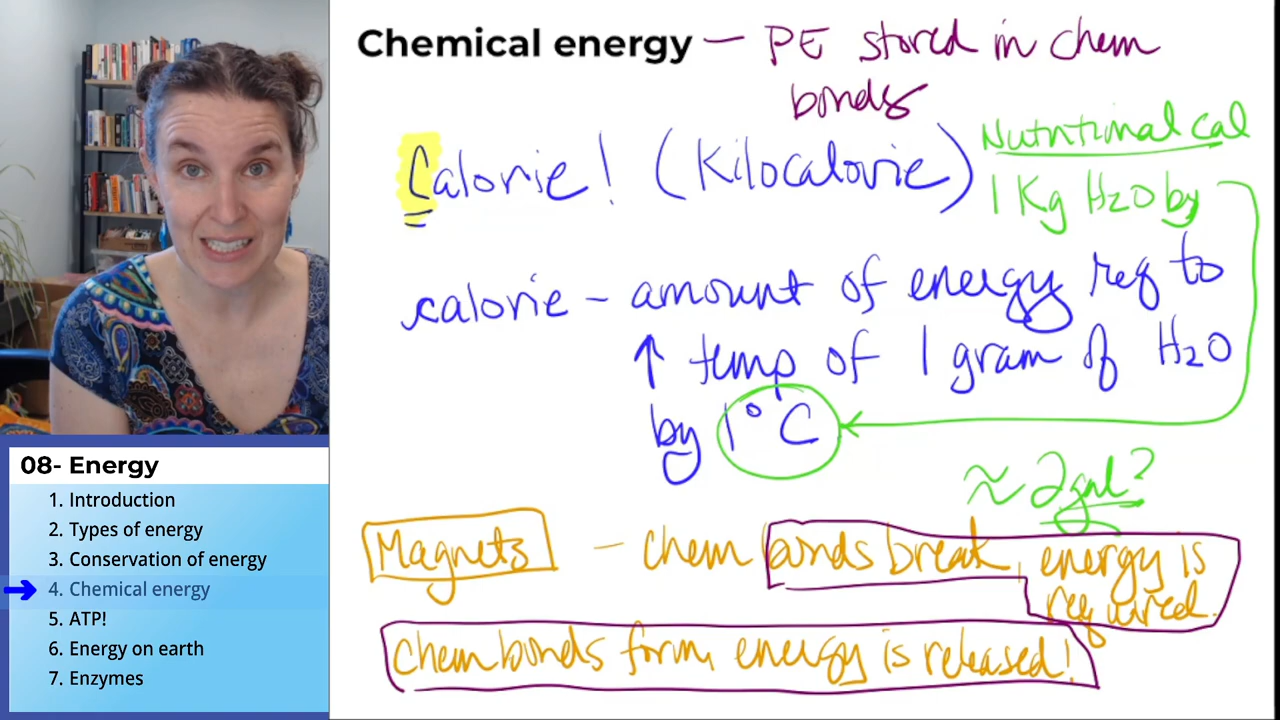 Chemical energy — PE stored in chem
bonds
Calorie! (Kilocalorie)
Nutritional Cal
1 Kg H2O by
calorie - amount of energy req to
↑ temp of 1 gram of H2O
by 1° C
≈ 2gal?
Magnets - chem bonds break, energy is
required.
chem bonds form, energy is released!
08- Energy
1. Introduction
2. Types of energy
3. Conservation of energy
4. Chemical energy
5. ATP!
6. Energy on earth
7. Enzymes